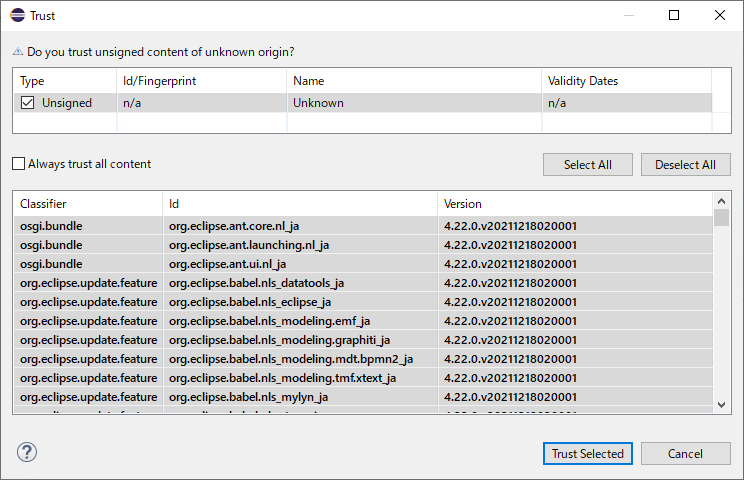 Trust
Do you trust unsigned content of unknown origin?
Type Id/Fingerprint Name Validity Dates
Unsigned n/a Unknown n/a
Always trust all content Select All Deselect All
Classifier Id Version
osgi.bundle org.eclipse.ant.core.nl_ja 4.22.0.v20211218020001
osgi.bundle org.eclipse.ant.launching.nl_ja 4.22.0.v20211218020001
osgi.bundle org.eclipse.ant.ui.nl_ja 4.22.0.v20211218020001
org.eclipse.update.feature org.eclipse.babel.nls_datatools_ja 4.22.0.v20211218020001
org.eclipse.update.feature org.eclipse.babel.nls_eclipse_ja 4.22.0.v20211218020001
org.eclipse.update.feature org.eclipse.babel.nls_modeling.emf_ja 4.22.0.v20211218020001
org.eclipse.update.feature org.eclipse.babel.nls_modeling.graphiti_ja 4.22.0.v20211218020001
org.eclipse.update.feature org.eclipse.babel.nls_modeling.mdt.bpmn2_ja 4.22.0.v20211218020001
org.eclipse.update.feature org.eclipse.babel.nls_modeling.tmf.xtext_ja 4.22.0.v20211218020001
org.eclipse.update.feature org.eclipse.babel.nls_mylyn_ja 4.22.0.v20211218020001
Trust Selected Cancel